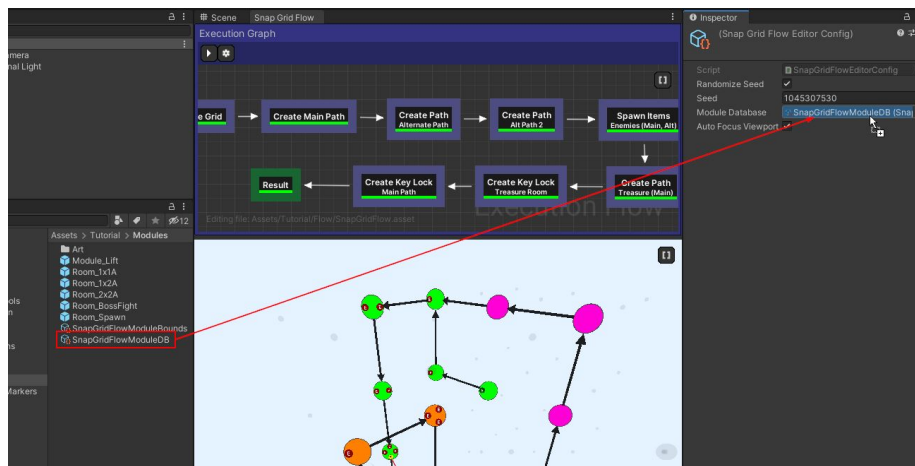 Scene
Snap Grid Flow
Execution Graph
e Grid
Create Main Path
Create Path
Alternate Path
Create Path
Alt Path 2
Spawn Items
Enemies (Main, Alt)
Result
Create Key Lock
Main Path
Create Key Lock
Treasure Room
Create Path
Treasure (Main)
Execution Flow
Editing file: Assets/Tutorial/Flow/SnapGridFlow.asset
amera
nal Light
12
Assets > Tutorial > Modules
Art
Module_Lift
Room_1x1A
Room_1x2A
Room_2x2A
Room_BossFight
Room_Spawn
SnapGridFlowModuleBounds
SnapGridFlowModuleDB
ols
n
ns
Markers
Inspector
(Snap Grid Flow Editor Config)
Script
SnapGridFlowEditorConfig
Randomize Seed
Seed
1045307530
Module Database
SnapGridFlowModuleDB (Snap
Auto Focus Viewport